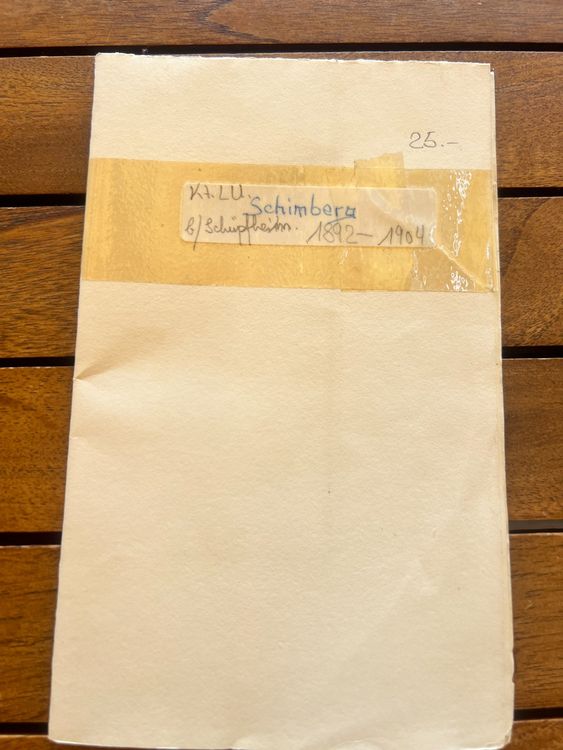 25.-
Kt. LU. Schimberg
b/Schüpfheim. 1892 – 1904